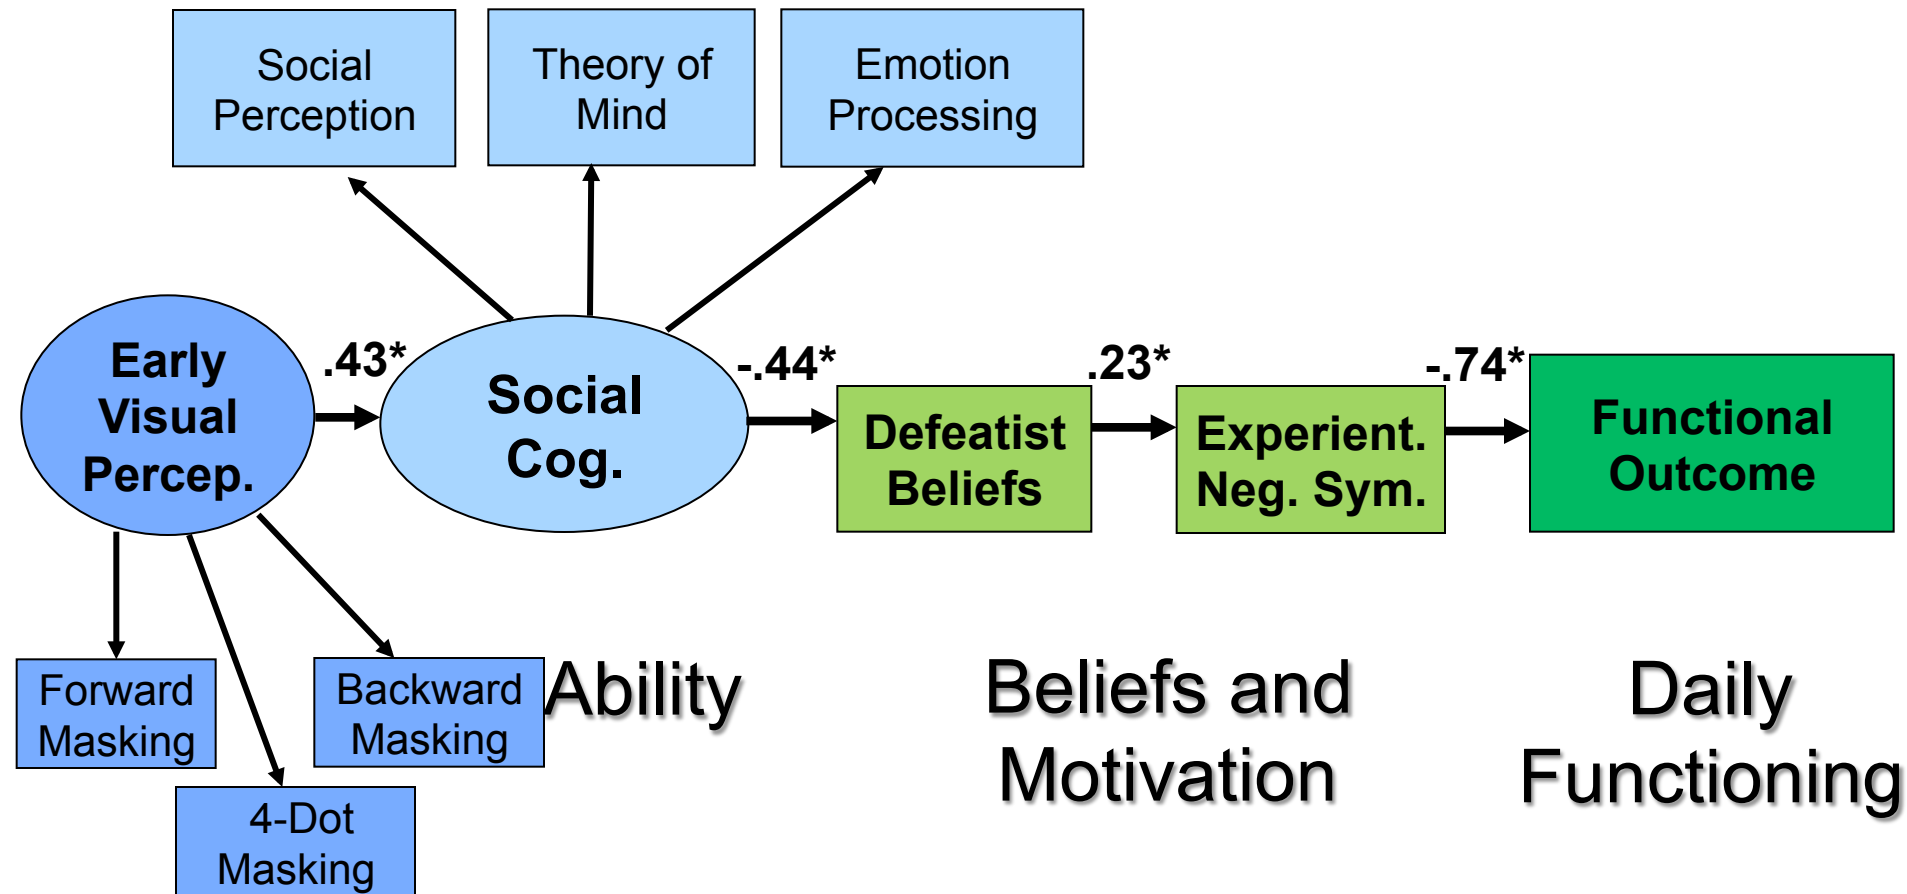 Social
Perception
Theory of
Mind
Emotion
Processing
Early
Visual
Percep.
.43*
Social
Cog.
-.44*
Defeatist
Beliefs
.23*
Experient.
Neg. Sym.
-.74*
Functional
Outcome
Forward
Masking
4-Dot
Masking
Backward
Masking
Ability
Beliefs and
Motivation
Daily
Functioning